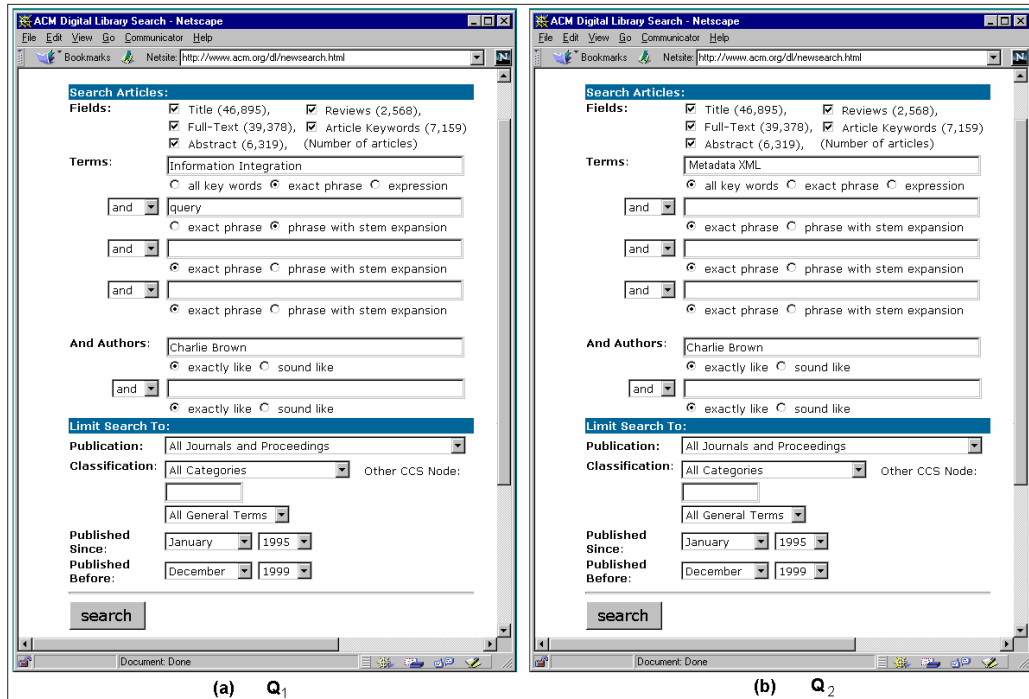 ACM Digital Library Search - Netscape
File Edit View Go Communicator Help
Bookmarks Netsite: http://www.acm.org/dl/newsearch.html
N
Search Articles:
Fields: Title (46,895), Reviews (2,568),
Full-Text (39,378), Article Keywords (7,159)
Abstract (6,319), (Number of articles)
Terms: Information Integration
all key words exact phrase expression
and query
exact phrase phrase with stem expansion
and
exact phrase phrase with stem expansion
and
exact phrase phrase with stem expansion
And Authors: Charlie Brown
exactly like sound like
and
exactly like sound like
Limit Search To:
Publication: All Journals and Proceedings
Classification: All Categories Other CCS Node:
All General Terms
Published Since: January 1995
Published Before: December 1999
search
Document: Done
(a) Q1
ACM Digital Library Search - Netscape
File Edit View Go Communicator Help
Bookmarks Netsite: http://www.acm.org/dl/newsearch.html
N
Search Articles:
Fields: Title (46,895), Reviews (2,568),
Full-Text (39,378), Article Keywords (7,159)
Abstract (6,319), (Number of articles)
Terms: Metadata XML
all key words exact phrase expression
and
exact phrase phrase with stem expansion
and
exact phrase phrase with stem expansion
and
exact phrase phrase with stem expansion
And Authors: Charlie Brown
exactly like sound like
and
exactly like sound like
Limit Search To:
Publication: All Journals and Proceedings
Classification: All Categories Other CCS Node:
All General Terms
Published Since: January 1995
Published Before: December 1999
search
Document: Done
(b) Q2